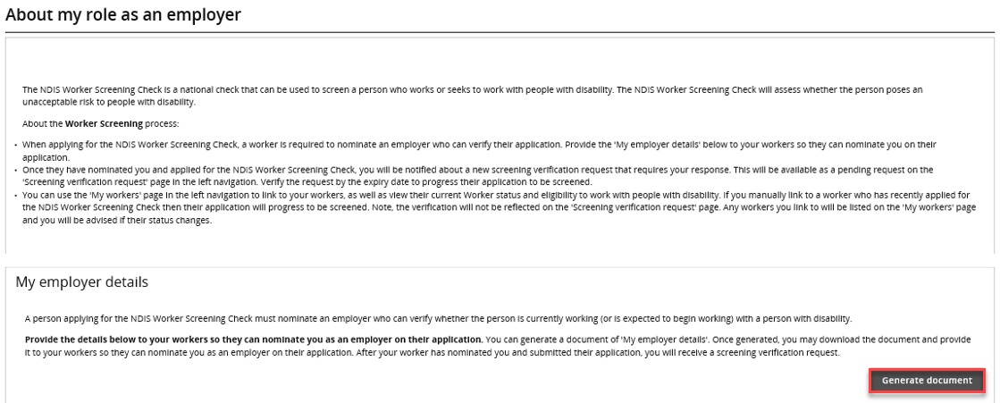 About my role as an employer
The NDIS Worker Screening Check is a national check that can be used to screen a person who works or seeks to work with people with disability. The NDIS Worker Screening Check will assess whether the person poses an
unacceptable risk to people with disability.
About the Worker Screening process:
• When applying for the NDIS Worker Screening Check, a worker is required to nominate an employer who can verify their application. Provide the 'My employer details' below to your workers so they can nominate you on their
application.
• Once they have nominated you and applied for the NDIS Worker Screening Check, you will be notified about a new screening verification request that requires your response. This will be available as a pending request on the
'Screening verification request' page in the left navigation. Verify the request by the expiry date to progress their application to be screened.
• You can use the 'My workers' page in the left navigation to link to your workers, as well as view their current Worker status and eligibility to work with people with disability. If you manually link to a worker who has recently applied for
the NDIS Worker Screening Check then their application will progress to be screened. Note, the verification will not be reflected on the 'Screening verification request' page. Any workers you link to will be listed on the 'My workers' page
and you will be advised if their status changes.
My employer details
A person applying for the NDIS Worker Screening Check must nominate an employer who can verify whether the person is currently working (or is expected to begin working) with a person with disability.
Provide the details below to your workers so they can nominate you as an employer on their application. You can generate a document of 'My employer details'. Once generated, you may download the document and provide
it to your workers so they can nominate you as an employer on their application. After your worker has nominated you and submitted their application, you will receive a screening verification request.
Generate document